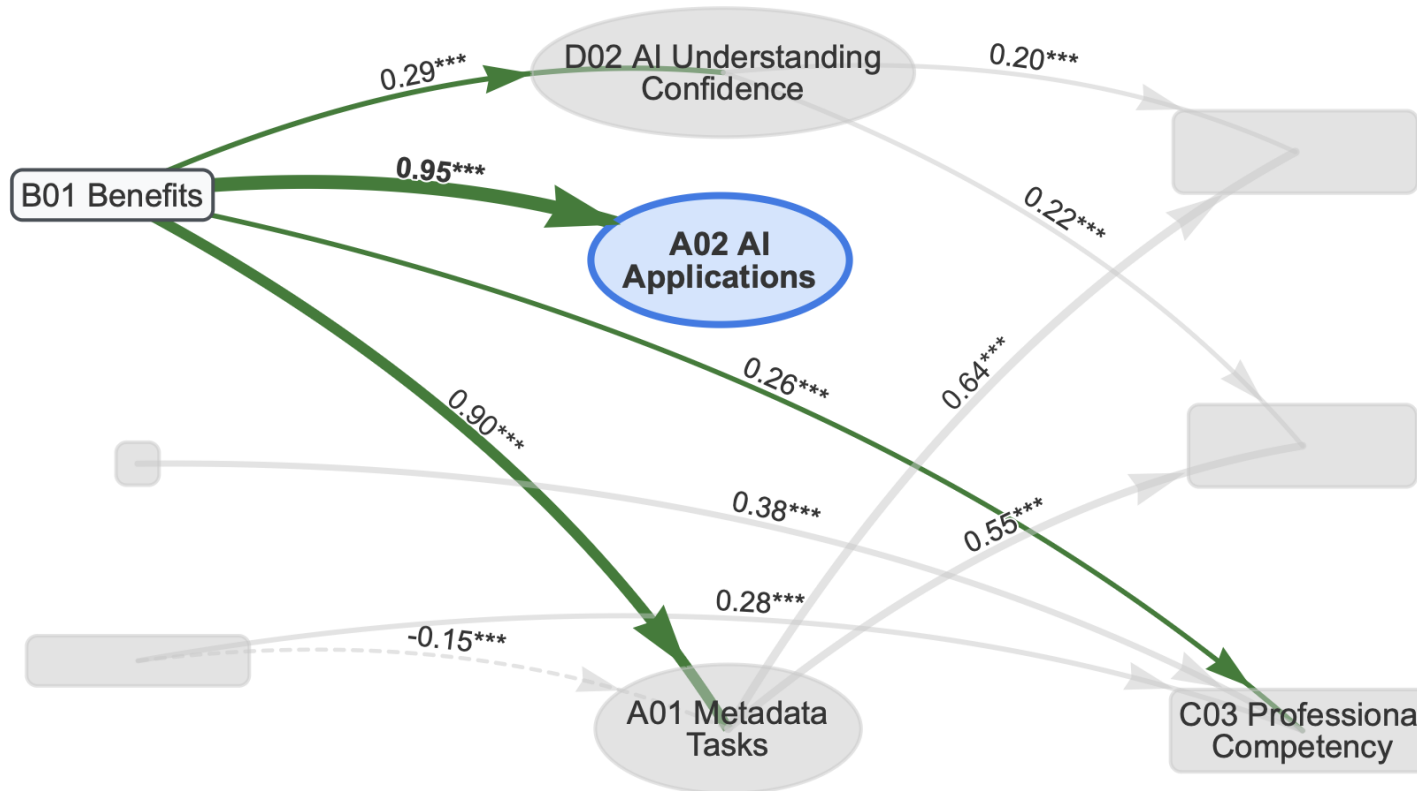 D02 AI Understanding
Confidence
0.20***
0.29***
0.95***
B01 Benefits
0.22***
A02 AI
Applications
0.64***
0.26***
0.90***
0.38***
0.55***
0.28***
-0.15***
A01 Metadata
Tasks
C03 Professiona
Competency